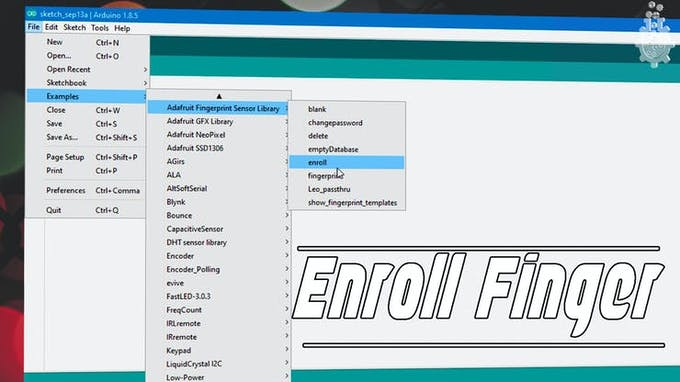 sketch_sep13a | Arduino 1.8.5
File Edit Sketch Tools Help
New Ctrl+N
Open... Ctrl+O
Open Recent
Sketchbook
Examples
Close Ctrl+W
Save Ctrl+S
Save As... Ctrl+Shift+S
Page Setup Ctrl+Shift+P
Print Ctrl+P
Preferences Ctrl+Comma
Quit Ctrl+Q
Adafruit Fingerprint Sensor Library
Adafruit GFX Library
Adafruit NeoPixel
Adafruit SSD1306
AGirs
ALA
AltSoftSerial
Blynk
Bounce
CapacitiveSensor
DHT sensor library
Encoder
Encoder_Polling
evive
FastLED-3.0.3
FreqCount
IRLremote
IRremote
Keypad
LiquidCrystal I2C
Low-Power
blank
changepassword
delete
emptyDatabase
enroll
fingerprint
Leo_passthru
show_fingerprint_templates
Enroll Finger